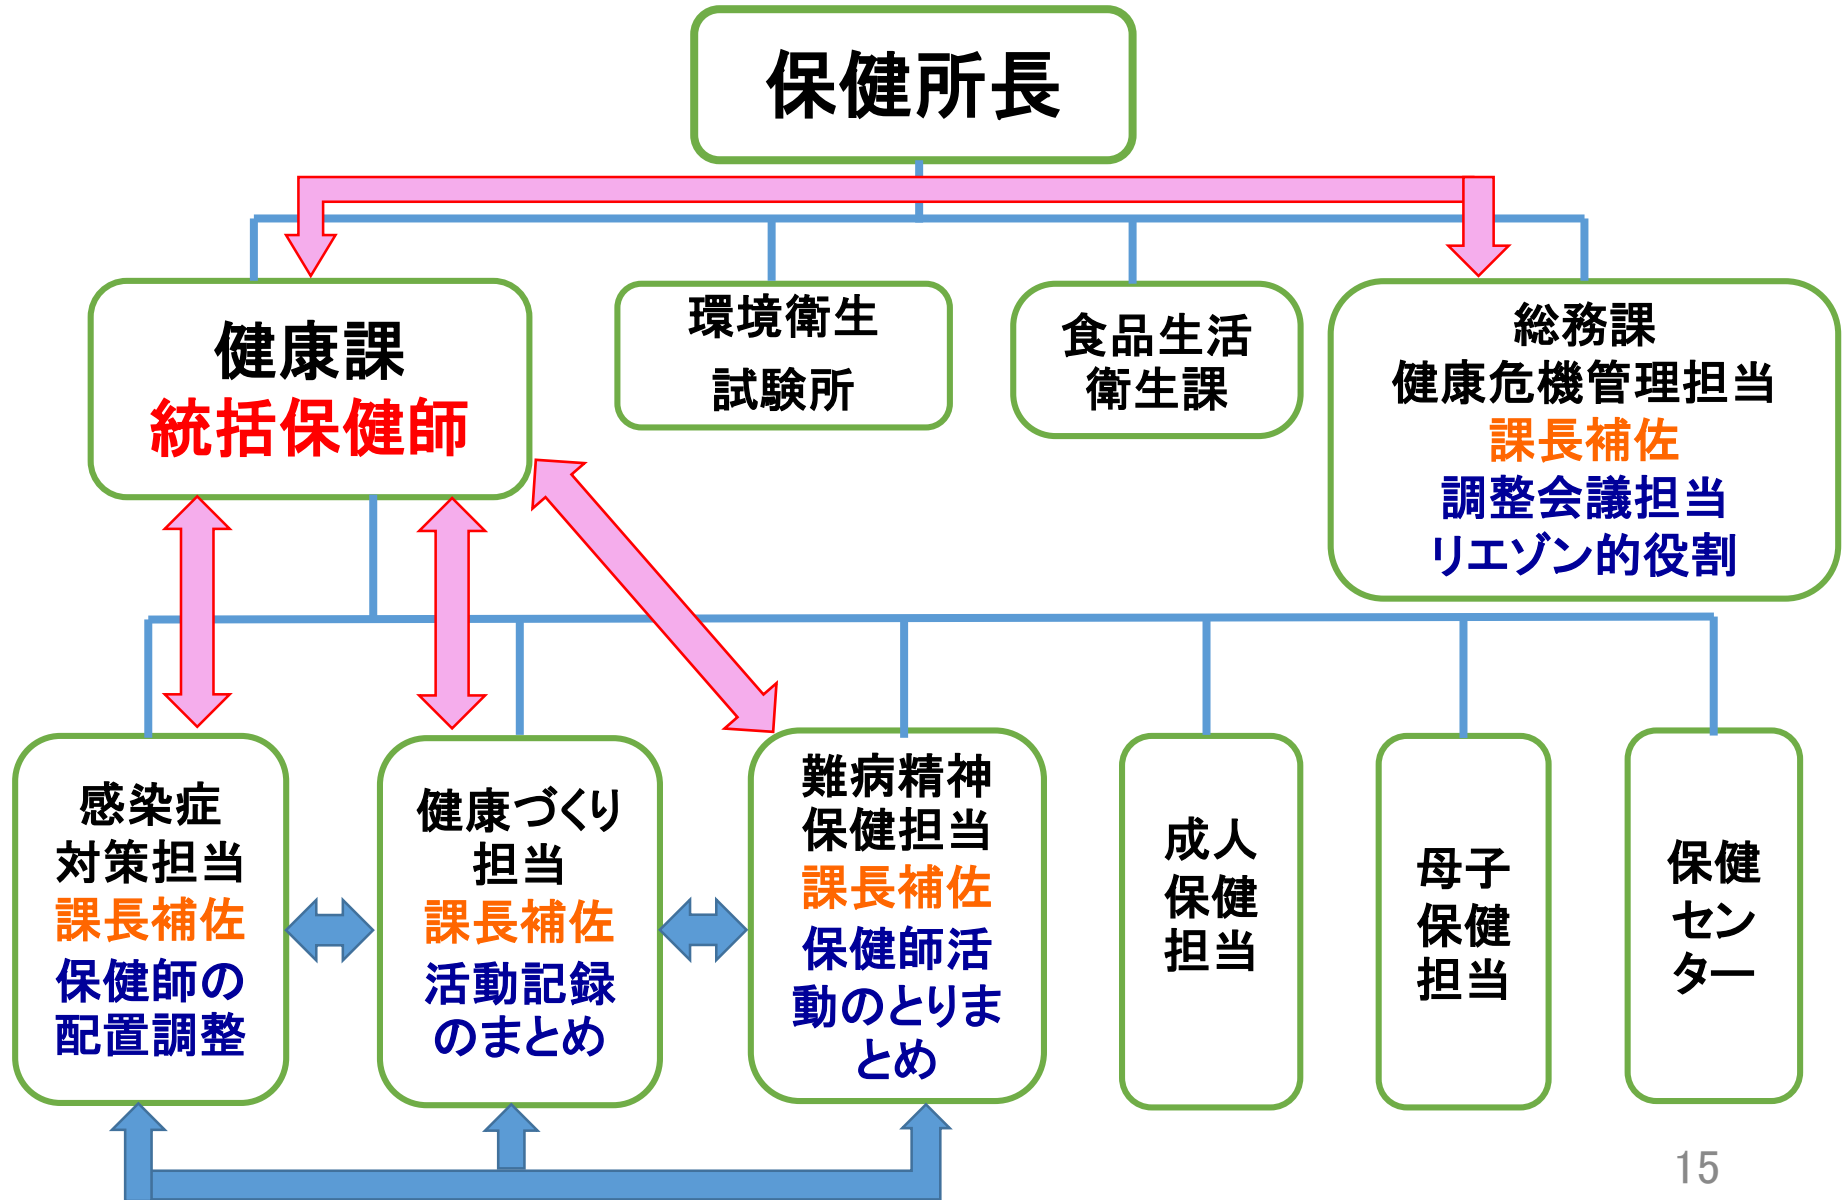 保健所長
健康課
統括保健師
環境衛生
試験所
食品生活
衛生課
総務課
健康危機管理担当
課長補佐
調整会議担当
リエゾン的役割
感染症
対策担当
課長補佐
保健師の
配置調整
健康づくり
担当
課長補佐
活動記録
のまとめ
難病精神
保健担当
課長補佐
保健師活
動のとりま
とめ
成人
保健
担当
母子
保健
担当
保健
セン
ター
15